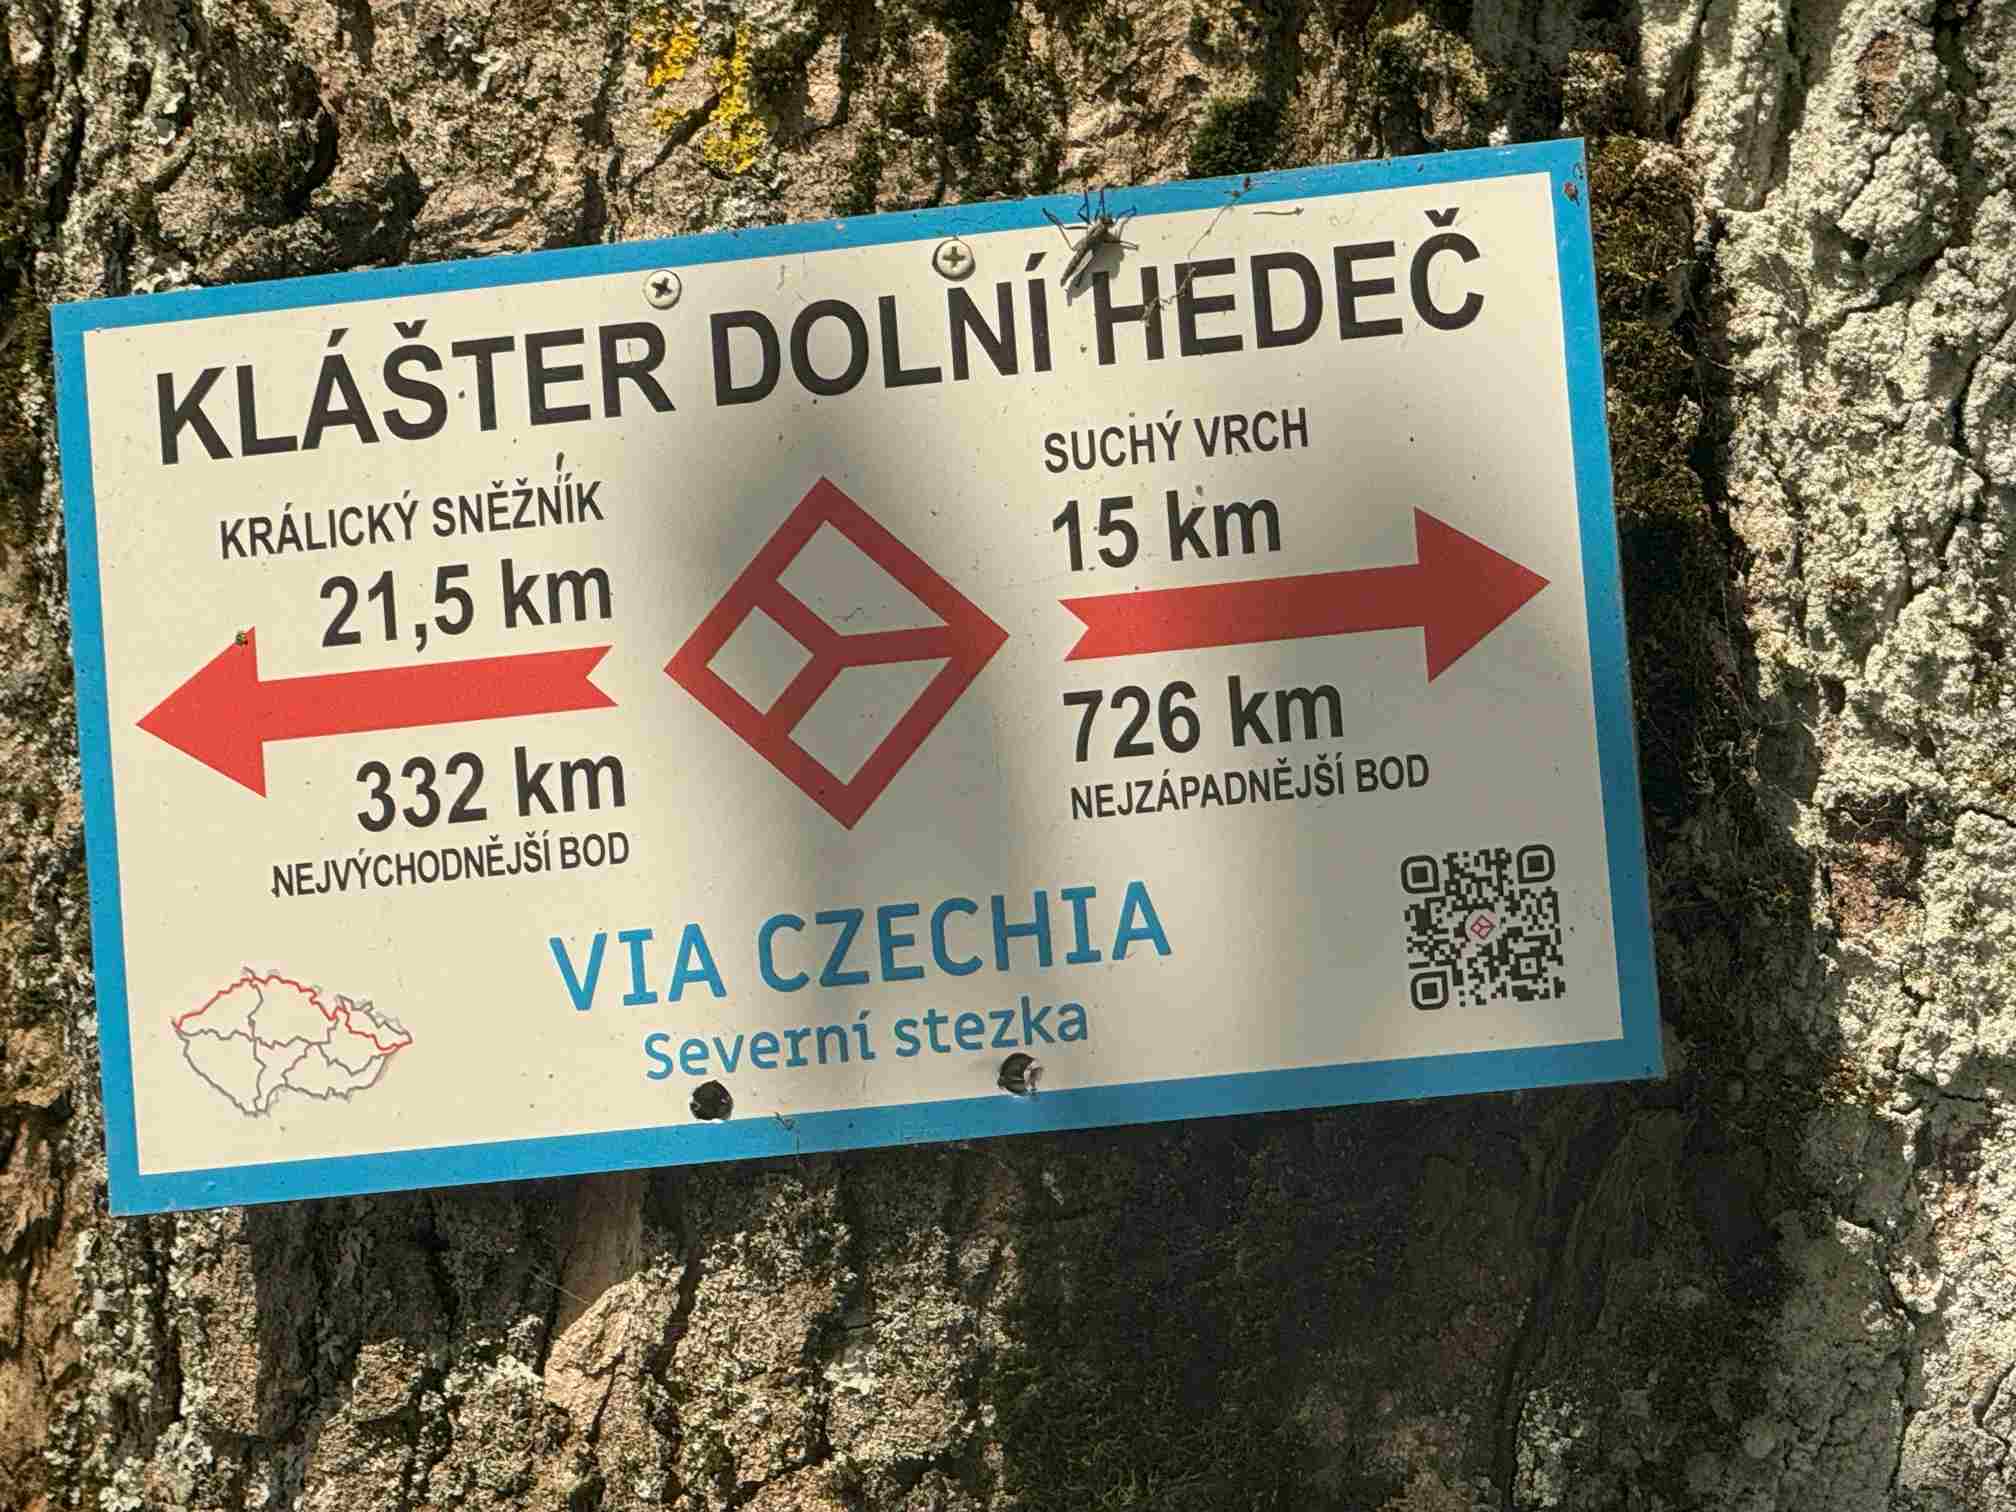 KLÁŠTER DOLNÍ HEDEČ
KRÁLICKÝ SNĚŽNÍK
21,5 km
332 km
NEJVÝCHODNĚJŠÍ BOD
SUCHÝ VRCH
15 km
726 km
NEJZÁPADNĚJŠÍ BOD
VIA CZECHIA
Severní stezka